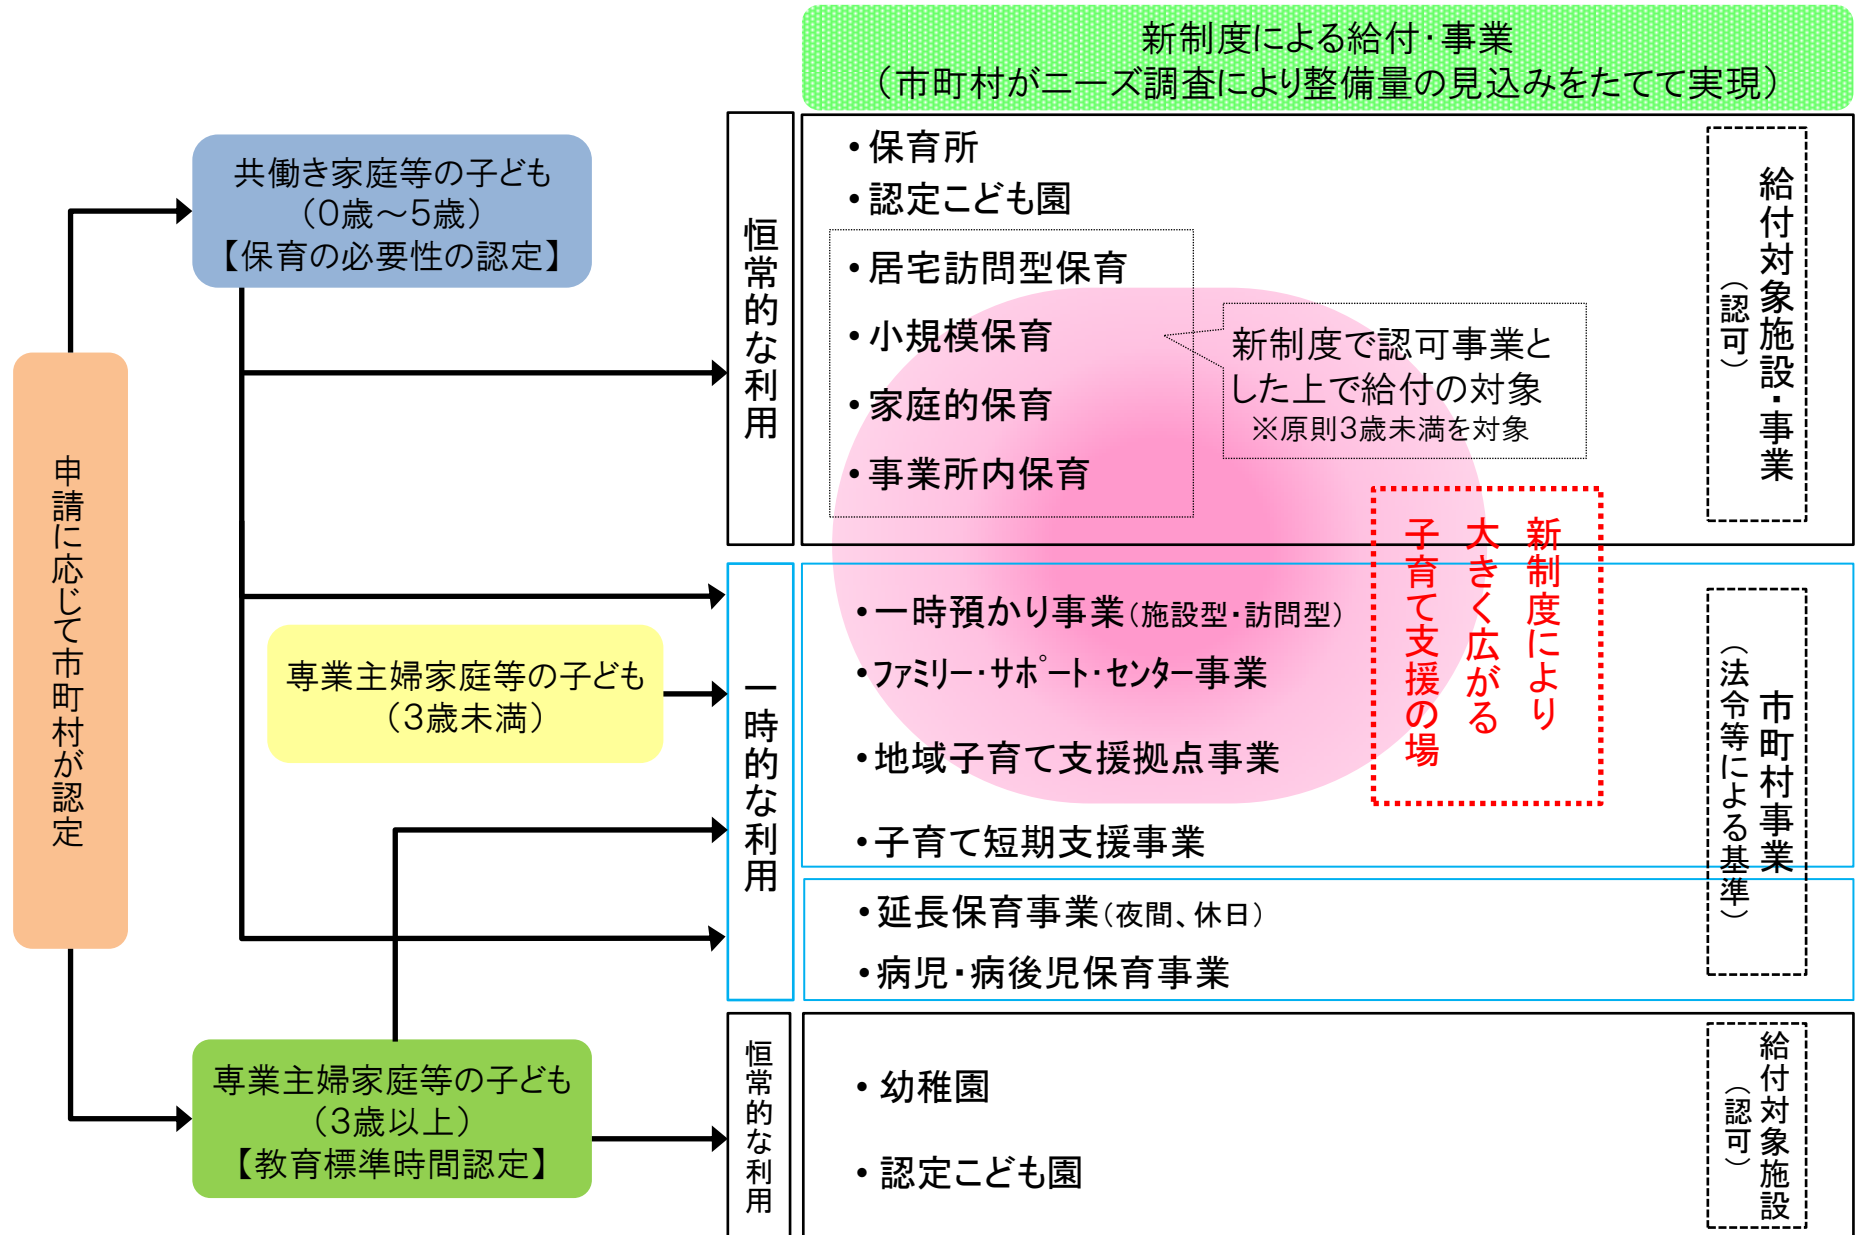 新制度による給付・事業
（市町村がニーズ調査により整備量の見込みをたてて実現）
申請に応じて市町村が認定
共働き家庭等の子ども
（0歳～5歳）
【保育の必要性の認定】
専業主婦家庭等の子ども
（3歳未満）
専業主婦家庭等の子ども
（3歳以上）
【教育標準時間認定】
恒常的な利用
・保育所
・認定こども園
・居宅訪問型保育
・小規模保育
・家庭的保育
・事業所内保育
新制度で認可事業と
した上で給付の対象
※原則3歳未満を対象
給付対象施設・事業
（認可）
新制度により
大きく広がる
子育て支援の場
一時的な利用
・一時預かり事業（施設型・訪問型）
・ﾌｧﾐﾘｰ・ｻﾎﾟｰﾄ・ｾﾝﾀｰ事業
・地域子育て支援拠点事業
・子育て短期支援事業
・延長保育事業（夜間、休日）
・病児・病後児保育事業
市町村事業
（法令等による基準）
恒常的な利用
・幼稚園
・認定こども園
給付対象施設
（認可）